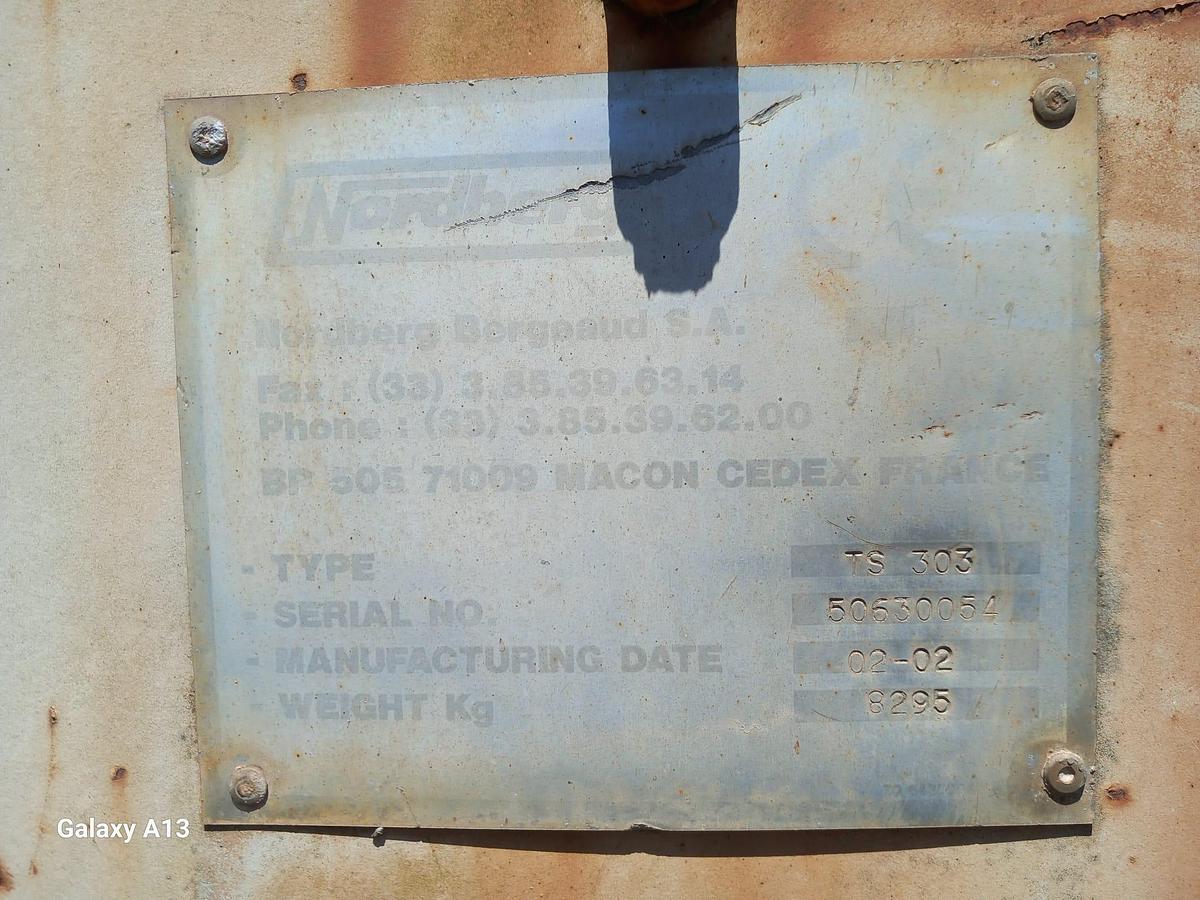 Nordberg
Nordberg Bergeaud S.A.
Fax : (33) 3.85.39.63.14
Phone : (33) 3.85.39.62.00
BP 505 71009 MACON CEDEX FRANCE
- TYPE TS 303
- SERIAL NO. 50630054
- MANUFACTURING DATE 02-02
- WEIGHT Kg 8295
Galaxy A13